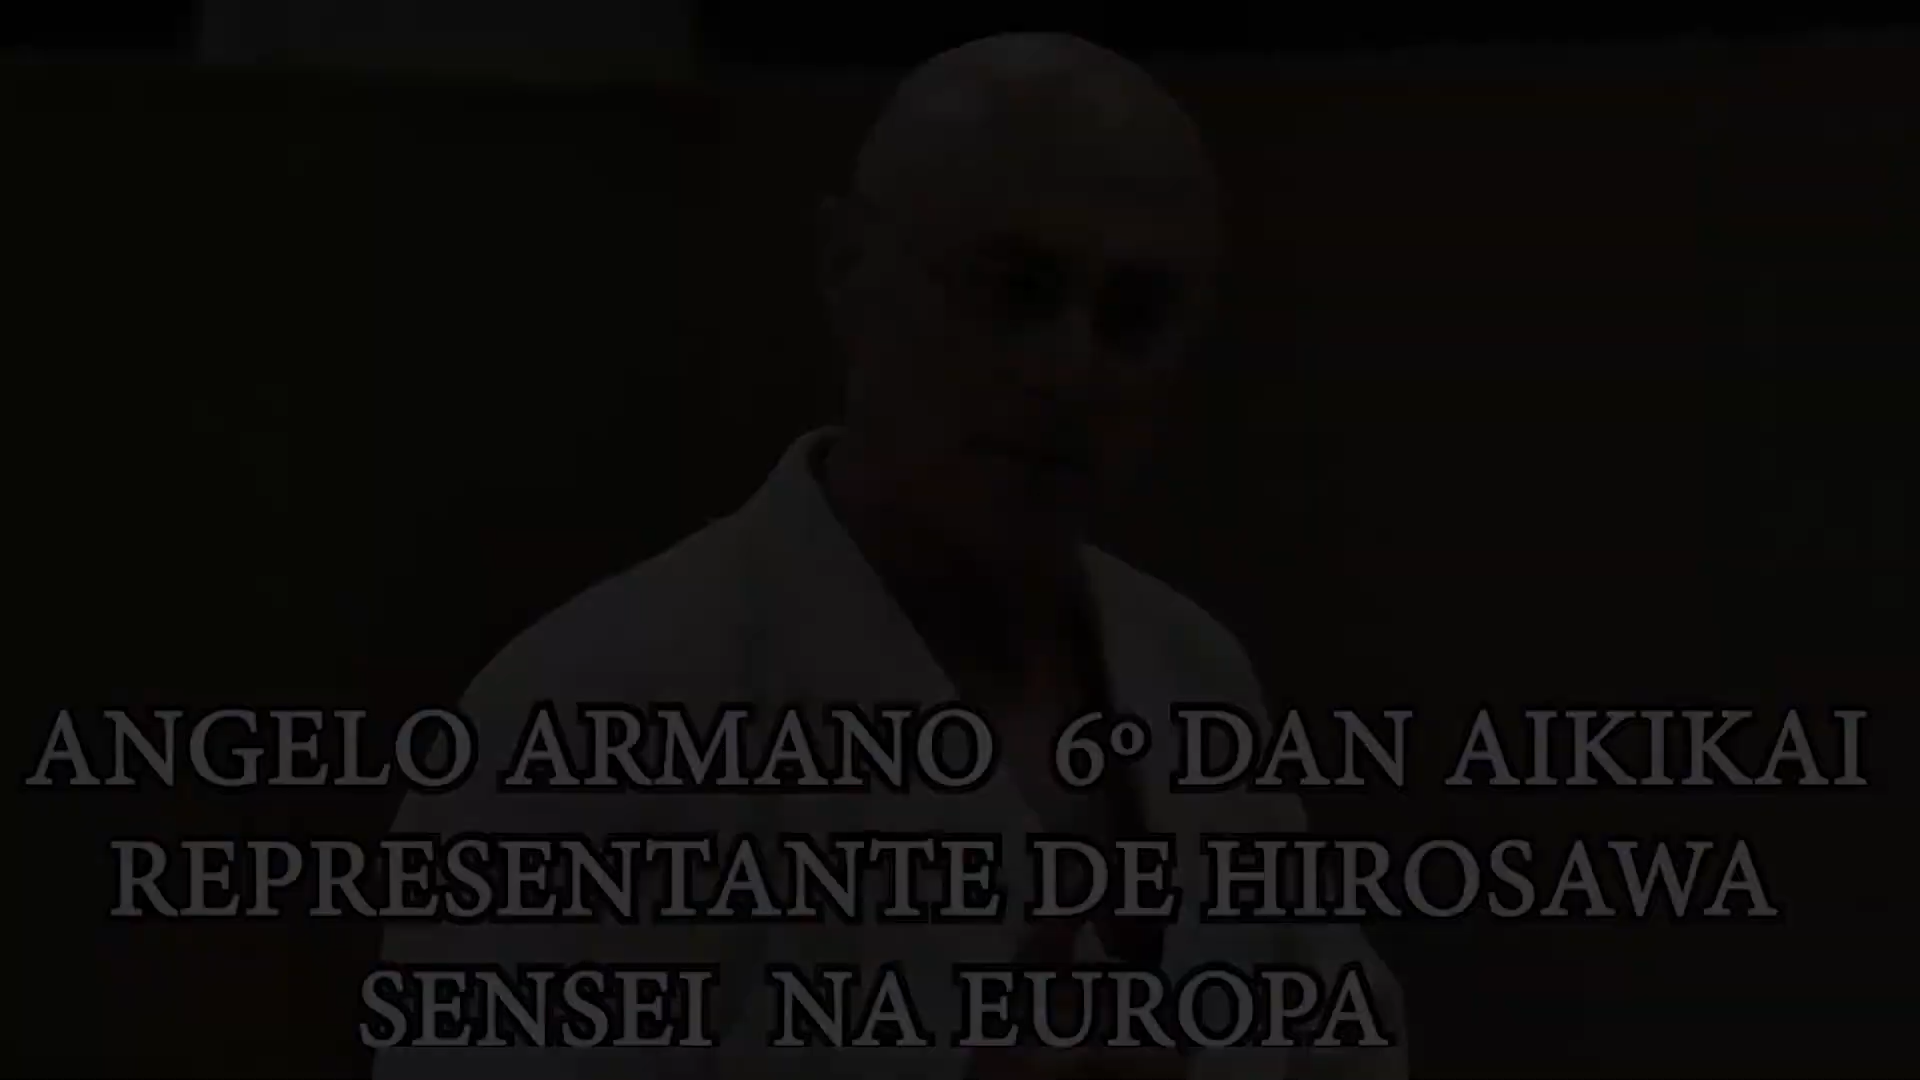 ANGELO ARMANO 6º DAN AIKIKAI
REPRESENTANTE DE HIROSAWA
SENSEI NA EUROPA